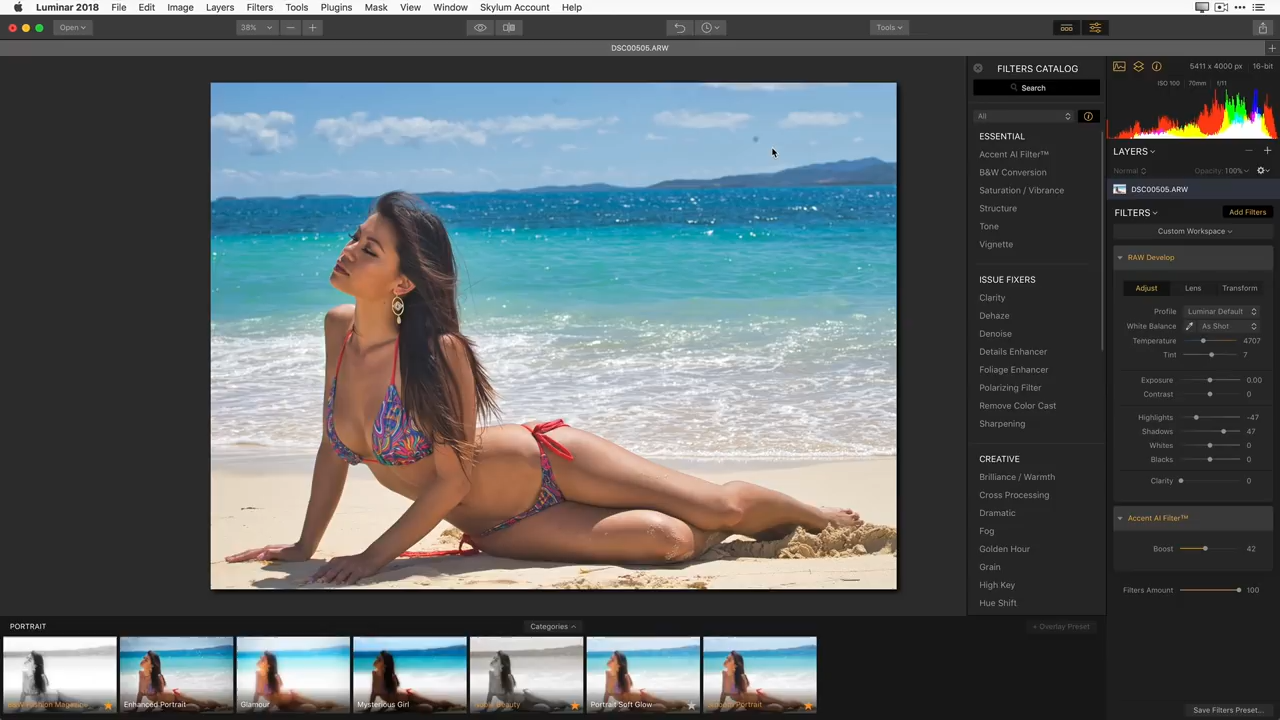 Luminar 2018 File Edit Image Layers Filters Tools Plugins Mask View Window Skylum Account Help
Open 38% Tools
DSC00505.ARW
FILTERS CATALOG
Search
All
ESSENTIAL
Accent AI Filter™
B&W Conversion
Saturation / Vibrance
Structure
Tone
Vignette
ISSUE FIXERS
Clarity
Dehaze
Denoise
Details Enhancer
Foliage Enhancer
Polarizing Filter
Remove Color Cast
Sharpening
CREATIVE
Brilliance / Warmth
Cross Processing
Dramatic
Fog
Golden Hour
Grain
High Key
Hue Shift
5411 x 4000 px 16-bit
ISO 100 70mm f/11
LAYERS
Normal Opacity: 100%
DSC00505.ARW
FILTERS Add Filters
Custom Workspace
RAW Develop
Adjust Lens Transform
Profile Luminar Default
White Balance As Shot
Temperature 4707
Tint 7
Exposure 0.00
Contrast 0
Highlights -47
Shadows 47
Whites 0
Blacks 0
Clarity 0
Accent AI Filter™
Boost 42
Filters Amount 100
PORTRAIT Categories + Overlay Preset
B&W Fashion Magazine Enhanced Portrait Glamour Mysterious Girl Beauty Portrait Soft Glow Portrait
Save Filters Preset...